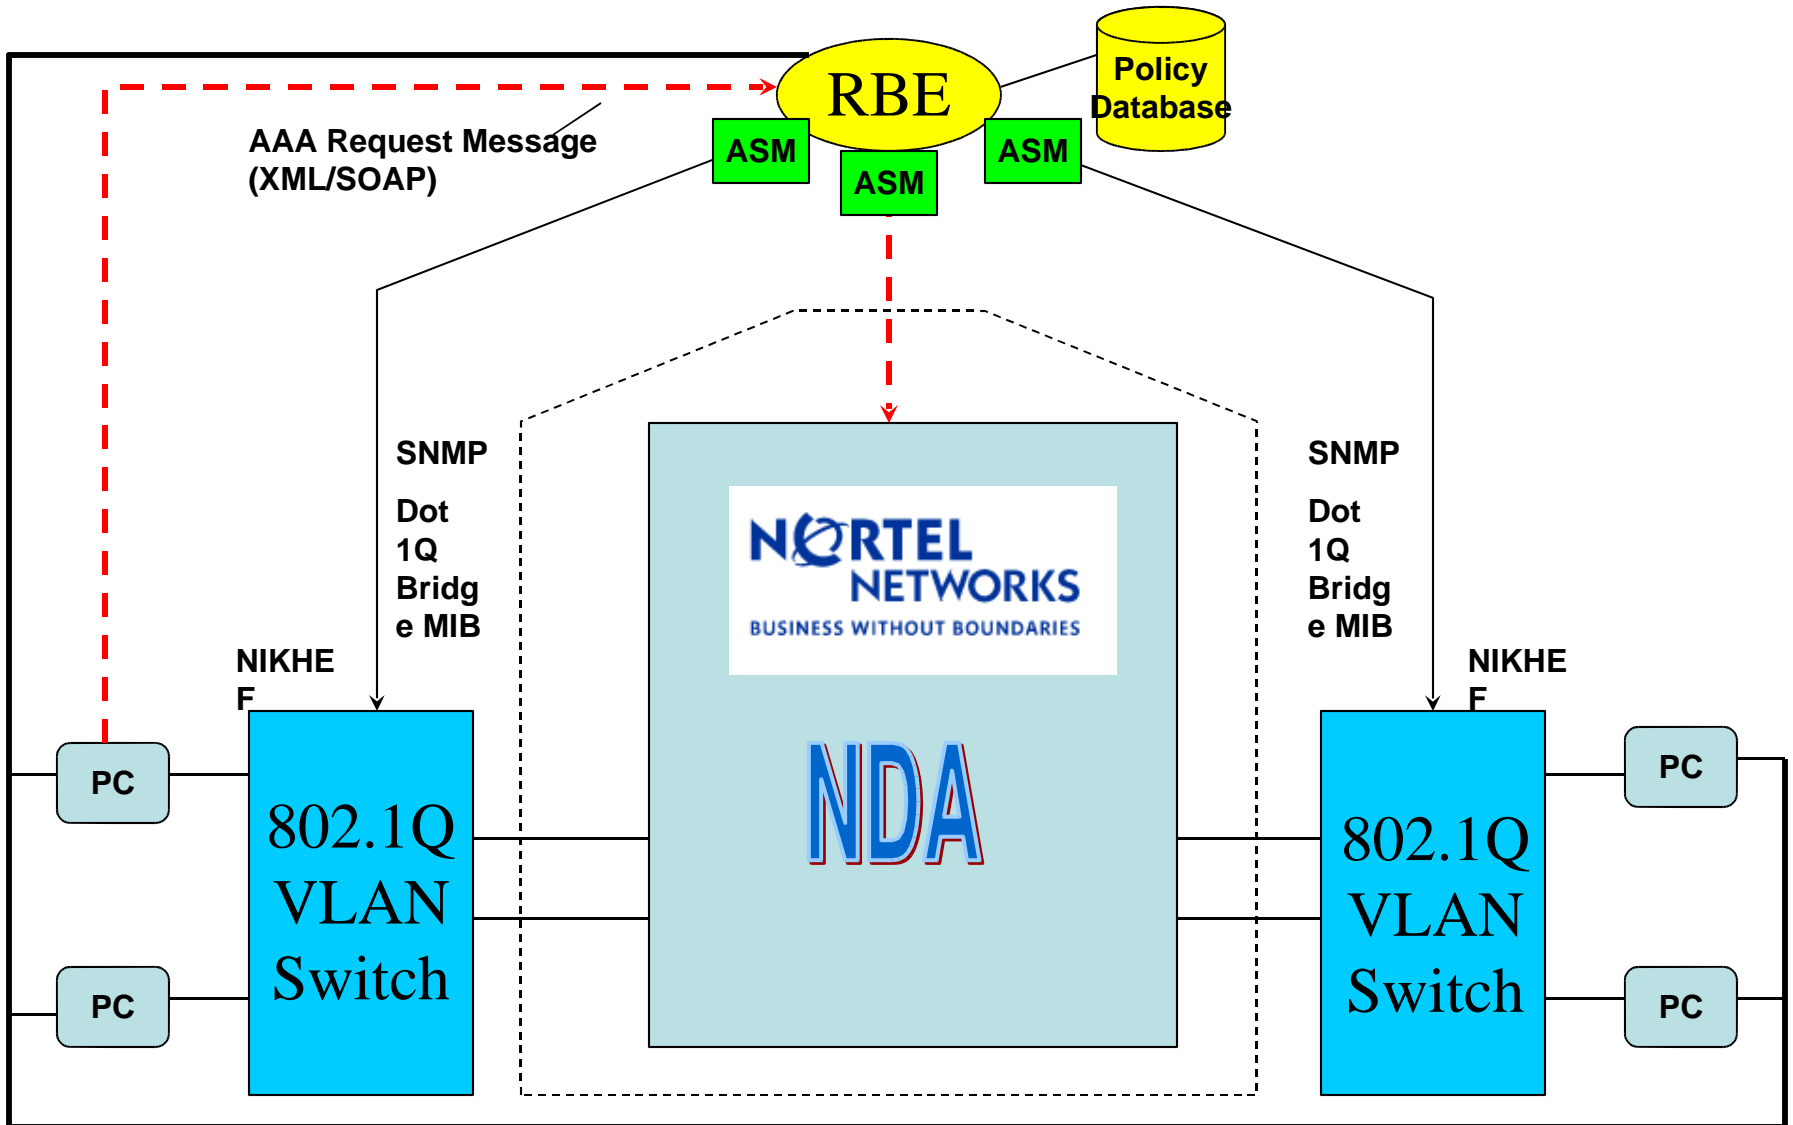 Policy
Database
RBE
AAA Request Message
(XML/SOAP)
ASM
ASM
ASM
SNMP
Dot
1Q
Bridg
e MIB
SNMP
Dot
1Q
Bridg
e MIB
NORTEL
NETWORKS
BUSINESS WITHOUT BOUNDARIES
NIKHE
F
NIKHE
F
NDA
PC
PC
802.1Q
VLAN
Switch
802.1Q
VLAN
Switch
PC
PC